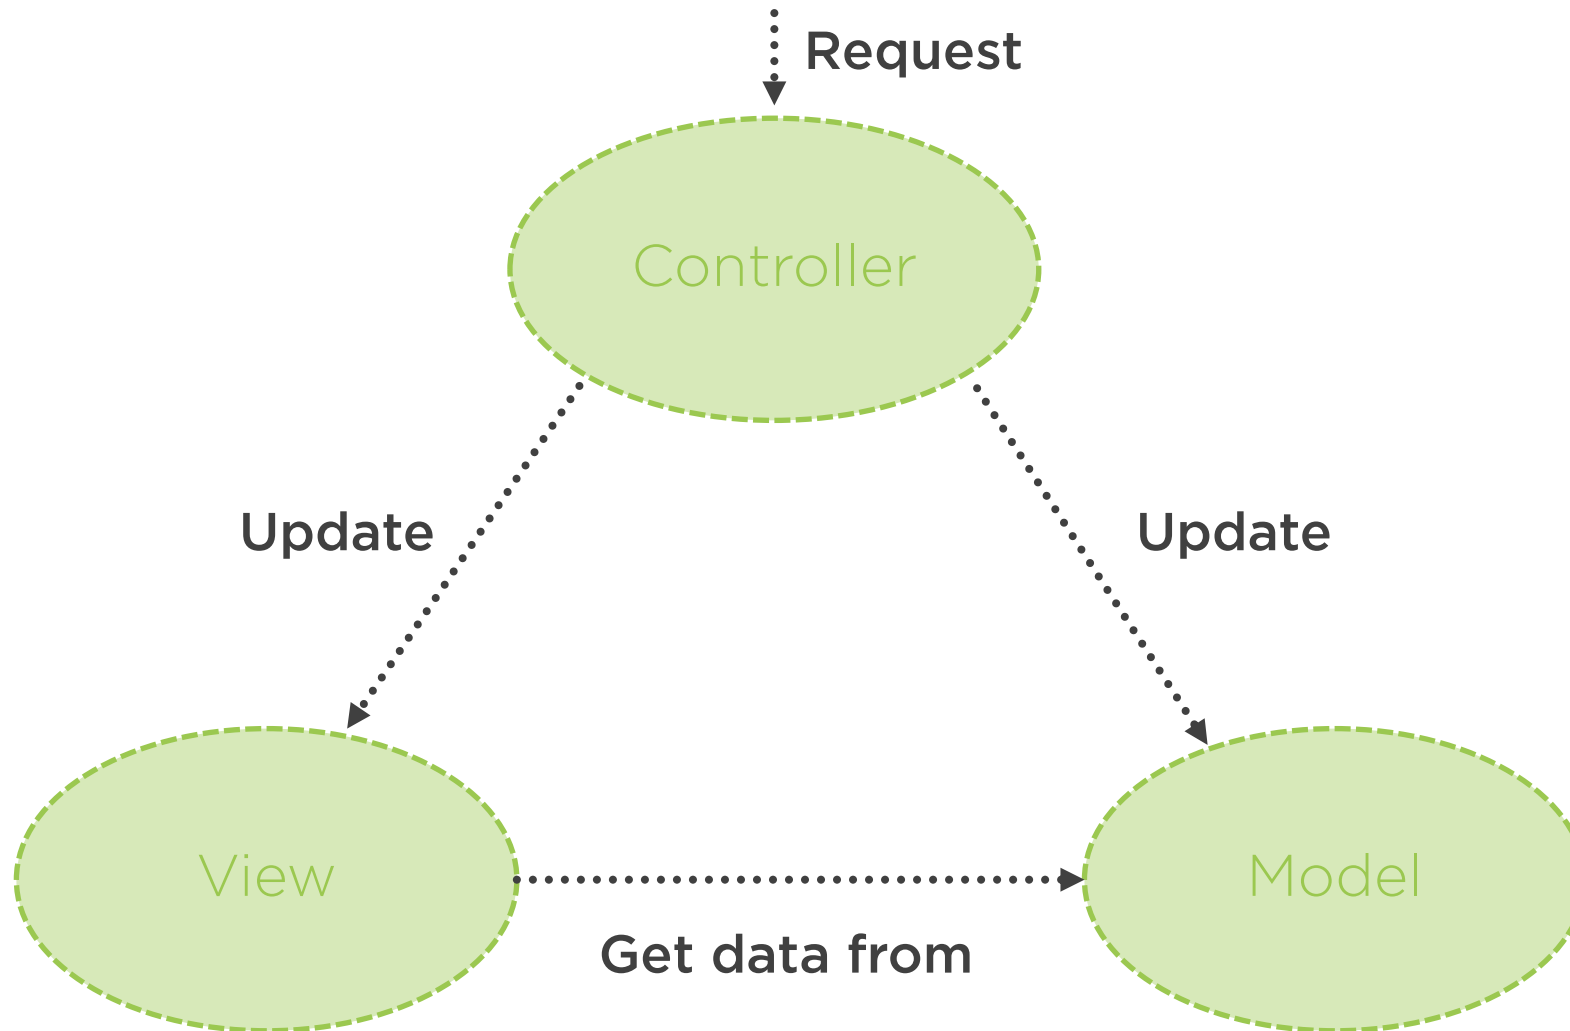 Request
Controller
Update
Update
View
Model
Get data from